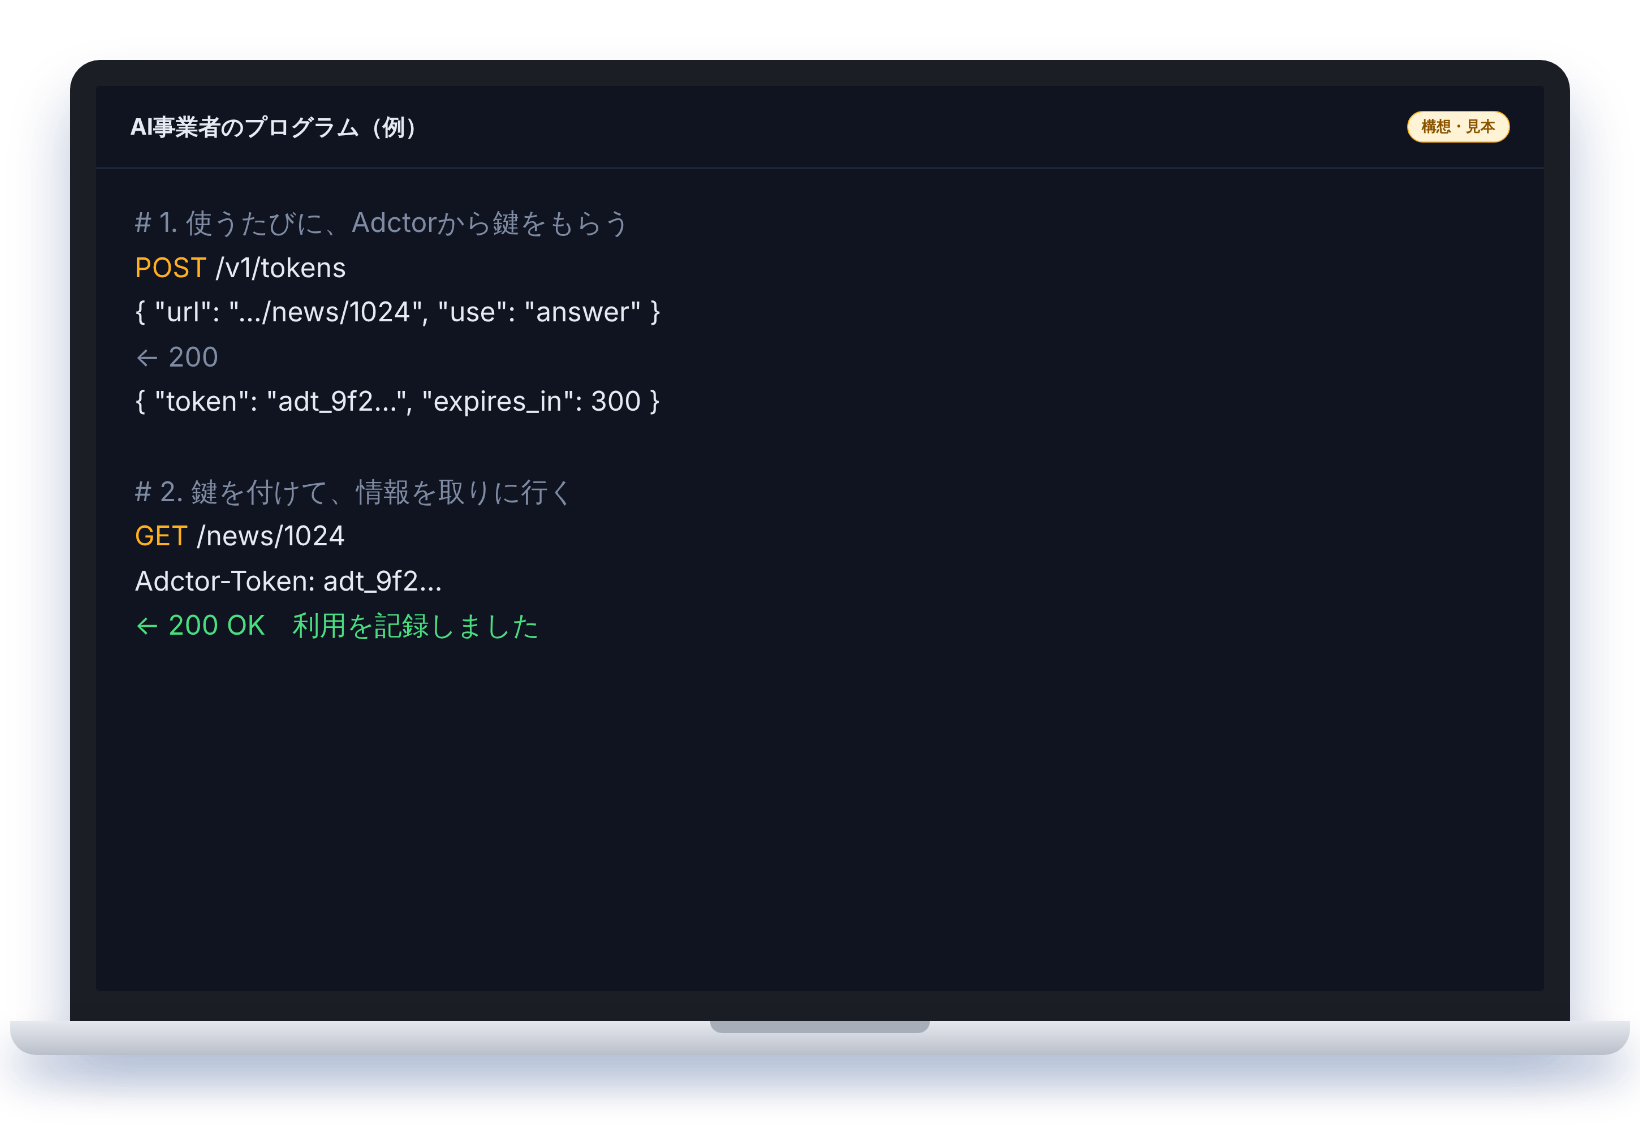 AI事業者のプログラム（例）
構想・見本
# 1. 使うたびに、Adctorから鍵をもらう
POST /v1/tokens
{ "url": ".../news/1024", "use": "answer" }
← 200
{ "token": "adt_9f2...", "expires_in": 300 }
# 2. 鍵を付けて、情報を取りに行く
GET /news/1024
Adctor-Token: adt_9f2...
← 200 OK　利用を記録しました